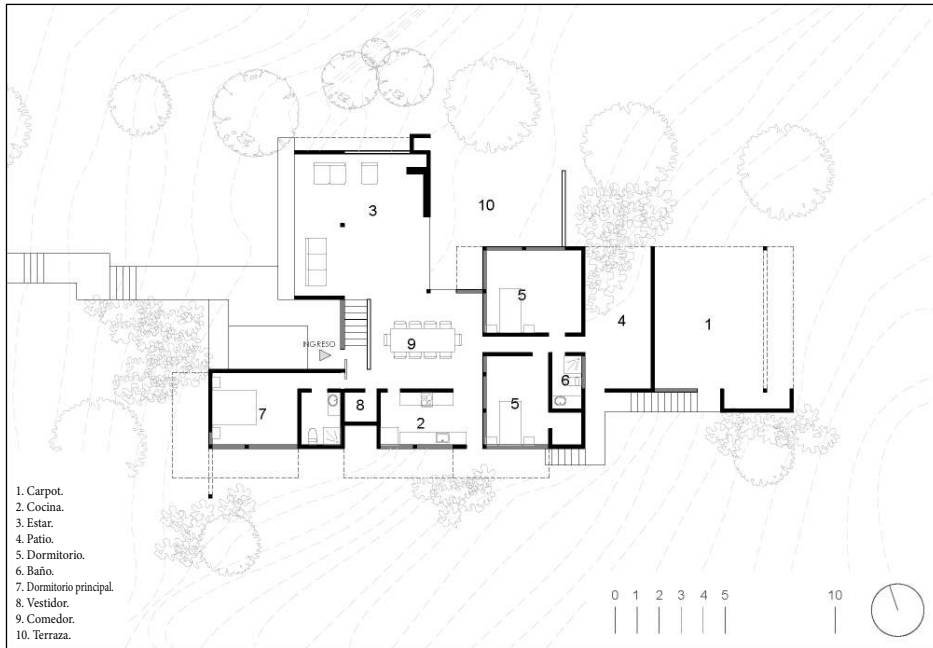 3
10
5
4
1
INGRESO
9
6
7
8
2
5
1. Carpot.
2. Cocina.
3. Estar.
4. Patio.
5. Dormitorio.
6. Baño.
7. Dormitorio principal.
8. Vestidor.
9. Comedor.
10. Terraza.
0 1 2 3 4 5 10